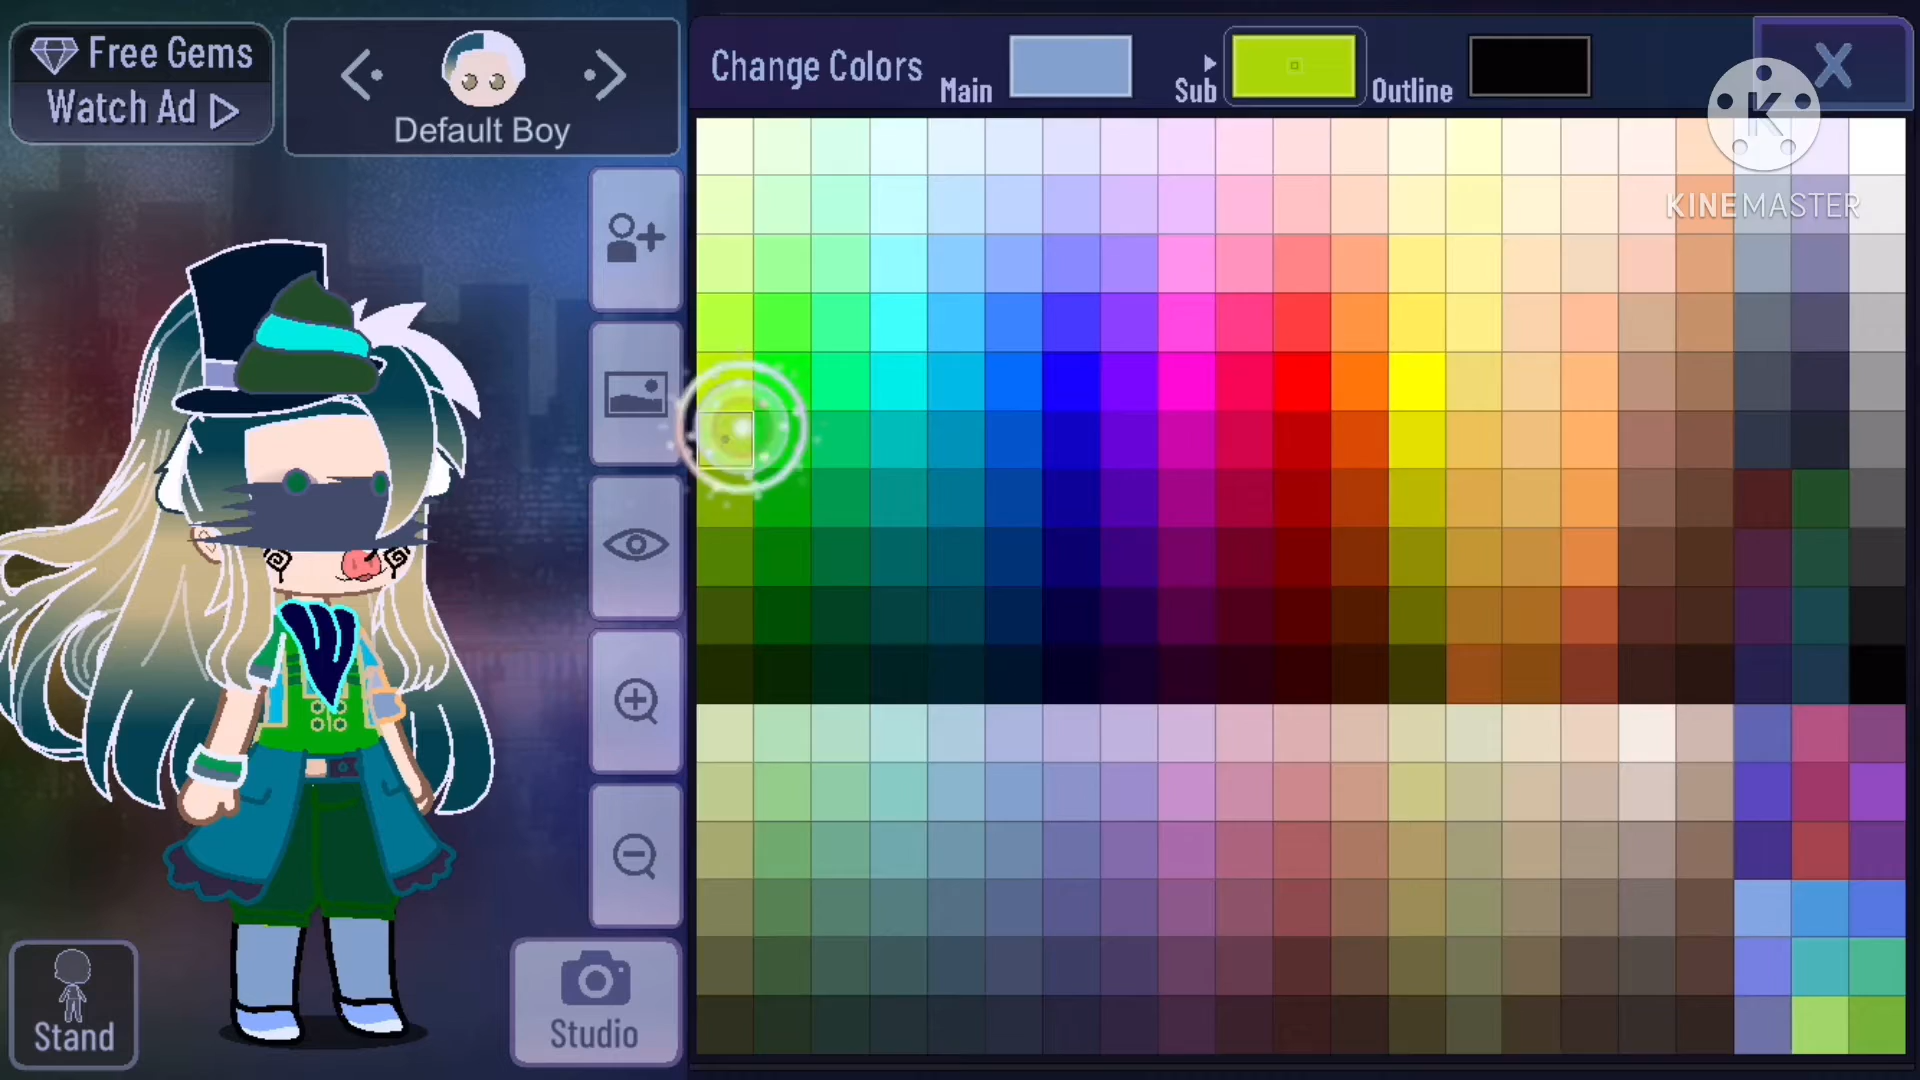 Free Gems
Watch Ad
Default Boy
Change Colors
Main
Sub
Outline
X
K
KINEMASTER
Stand
Studio